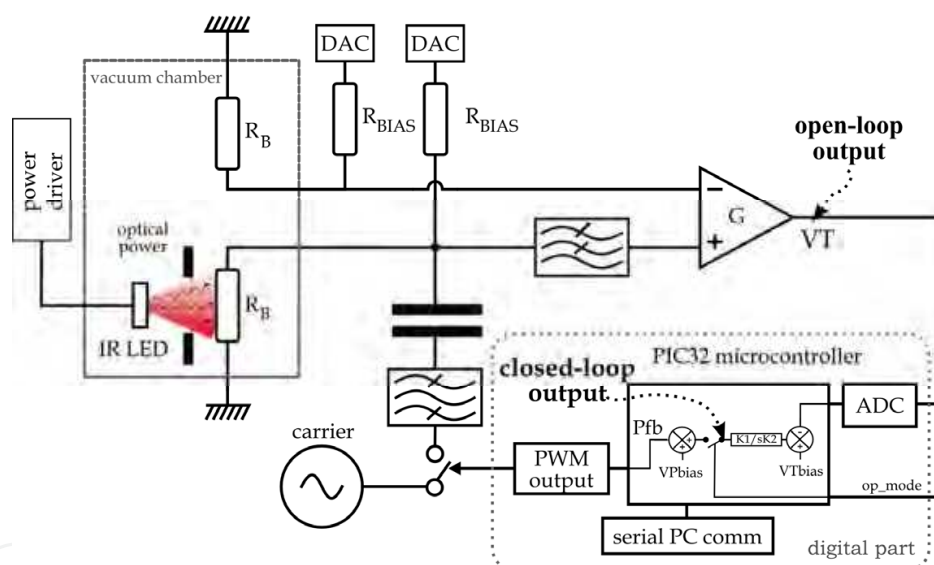 DAC
DAC
vacuum chamber
R_B
R_BIAS
R_BIAS
open-loop
output
power
driver
optical
power
−
G
+
VT
R_B
IR LED
PIC32 microcontroller
closed-loop
output
ADC
carrier
Pfb
+
+
K1/sK2
-
+
VPbias
VTbias
PWM
output
op_mode
serial PC comm
digital part